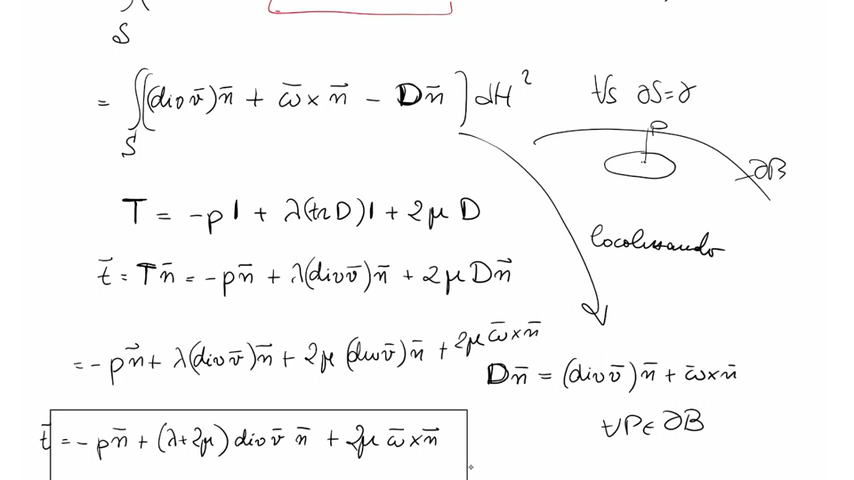 S
= ∫∫_S [(div v̄) n̄ + ω̄ × n̄ − D n̄] dH²
∀S ∂S = γ
P
∂B
T = −p I + λ(tr D) I + 2μ D
localizzando
t̄ = T n̄ = −p n̄ + λ(div v̄) n̄ + 2μ D n̄
= −p n̄ + λ(div v̄) n̄ + 2μ (div v̄) n̄ + 2μ ω̄ × n̄
D n̄ = (div v̄) n̄ + ω̄ × n̄
∀P ∈ ∂B
t̄ = −p n̄ + (λ+2μ) div v̄ n̄ + 2μ ω̄ × n̄